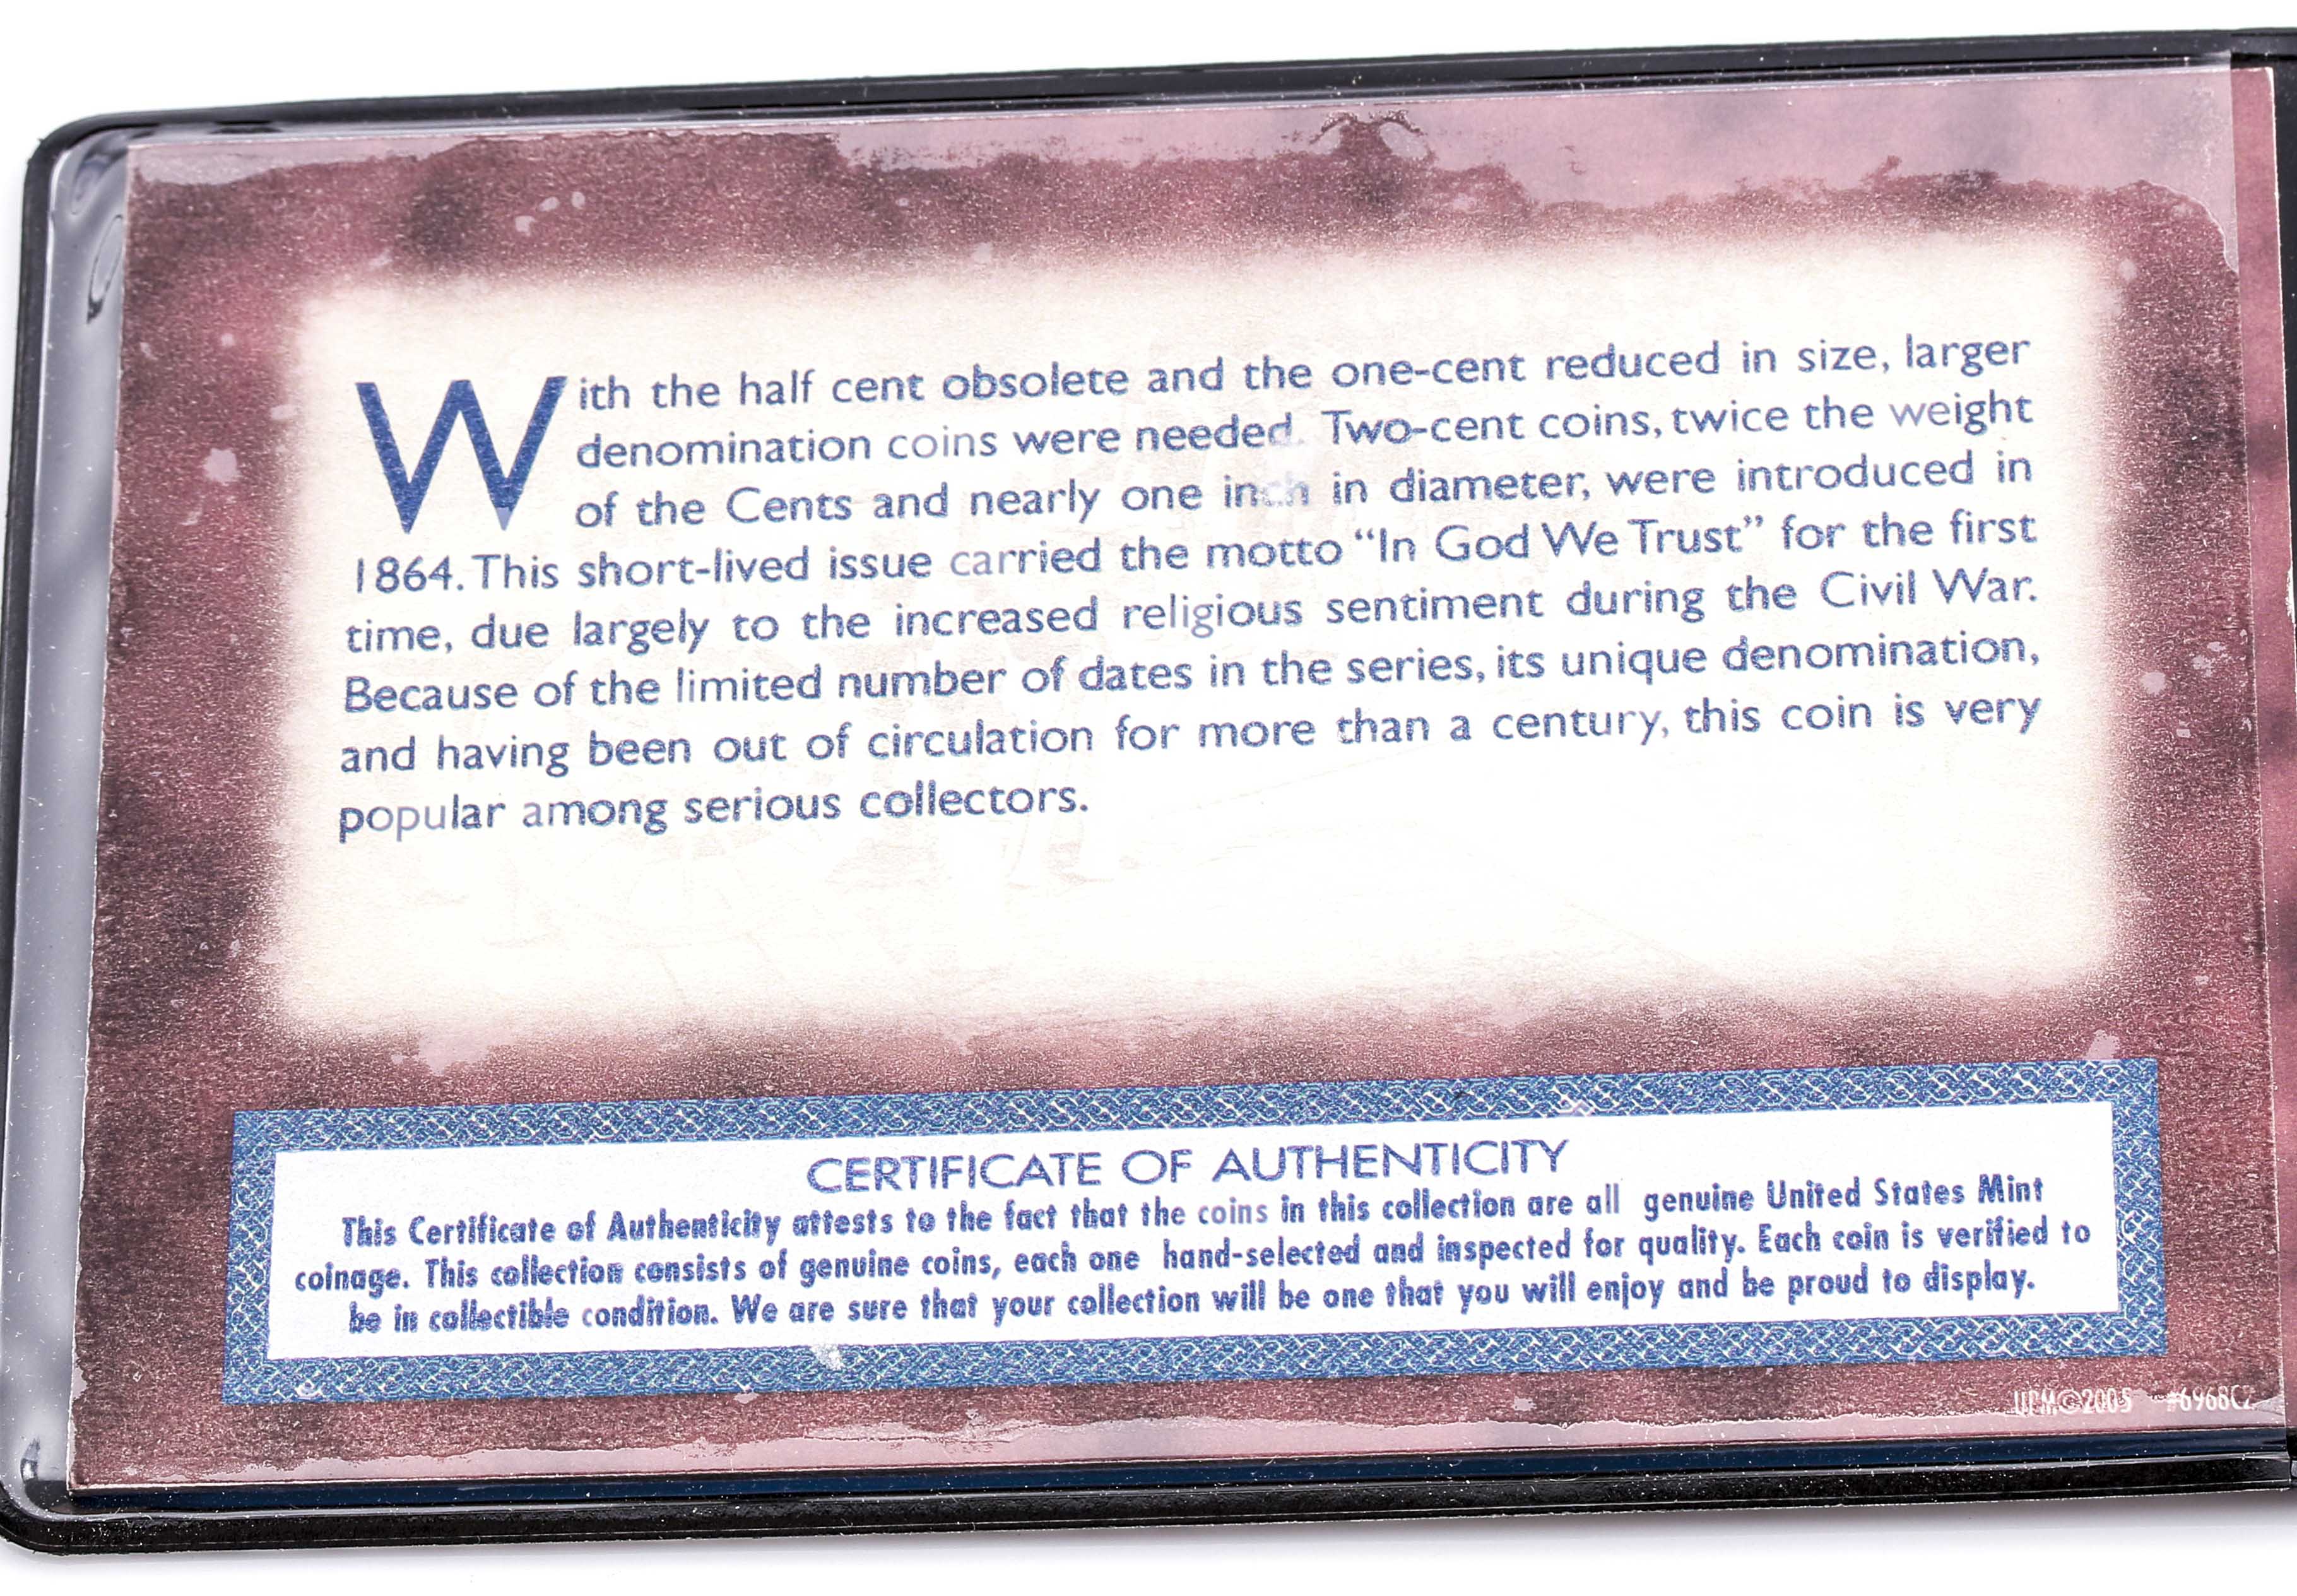 With the half cent obsolete and the one-cent reduced in size, larger
denomination coins were needed. Two-cent coins, twice the weight
of the Cents and nearly one inch in diameter, were introduced in
1864. This short-lived issue carried the motto “In God We Trust” for the first
time, due largely to the increased religious sentiment during the Civil War.
Because of the limited number of dates in the series, its unique denomination,
and having been out of circulation for more than a century, this coin is very
popular among serious collectors.
CERTIFICATE OF AUTHENTICITY
This Certificate of Authenticity attests to the fact that the coins in this collection are all genuine United States Mint
coinage. This collection consists of genuine coins, each one hand-selected and inspected for quality. Each coin is verified to
be in collectible condition. We are sure that your collection will be one that you will enjoy and be proud to display.
©2005